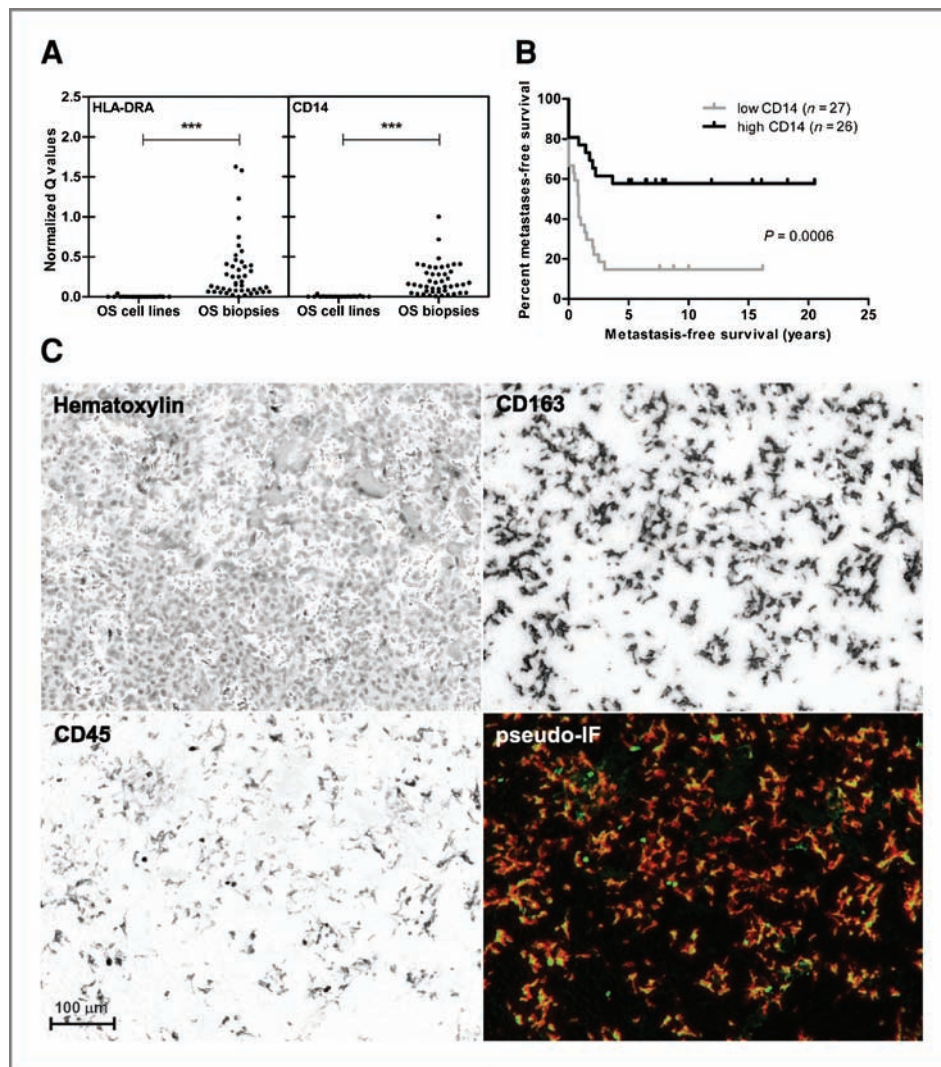 A
HLA-DRA
CD14
***
***
Normalized Q values
2.5
2.0
1.5
1.0
0.5
0.0
OS cell lines
OS biopsies
OS cell lines
OS biopsies
B
low CD14 (n = 27)
high CD14 (n = 26)
Percent metastases-free survival
100
80
60
40
20
0
P = 0.0006
0
5
10
15
20
25
Metastasis-free survival (years)
C
Hematoxylin
CD163
CD45
pseudo-IF
100 µm